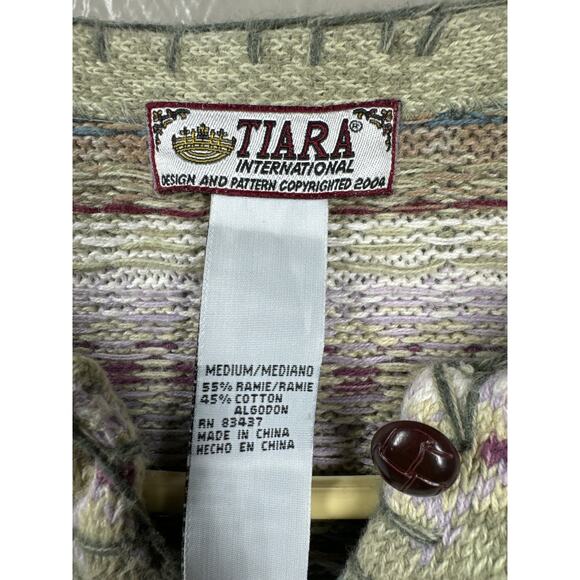 TIARA®
INTERNATIONAL
DESIGN AND PATTERN COPYRIGHTED 2004
MEDIUM/MEDIANO
55% RAMIE/RAMIE
45% COTTON
ALGODON
RN 83437
MADE IN CHINA
HECHO EN CHINA